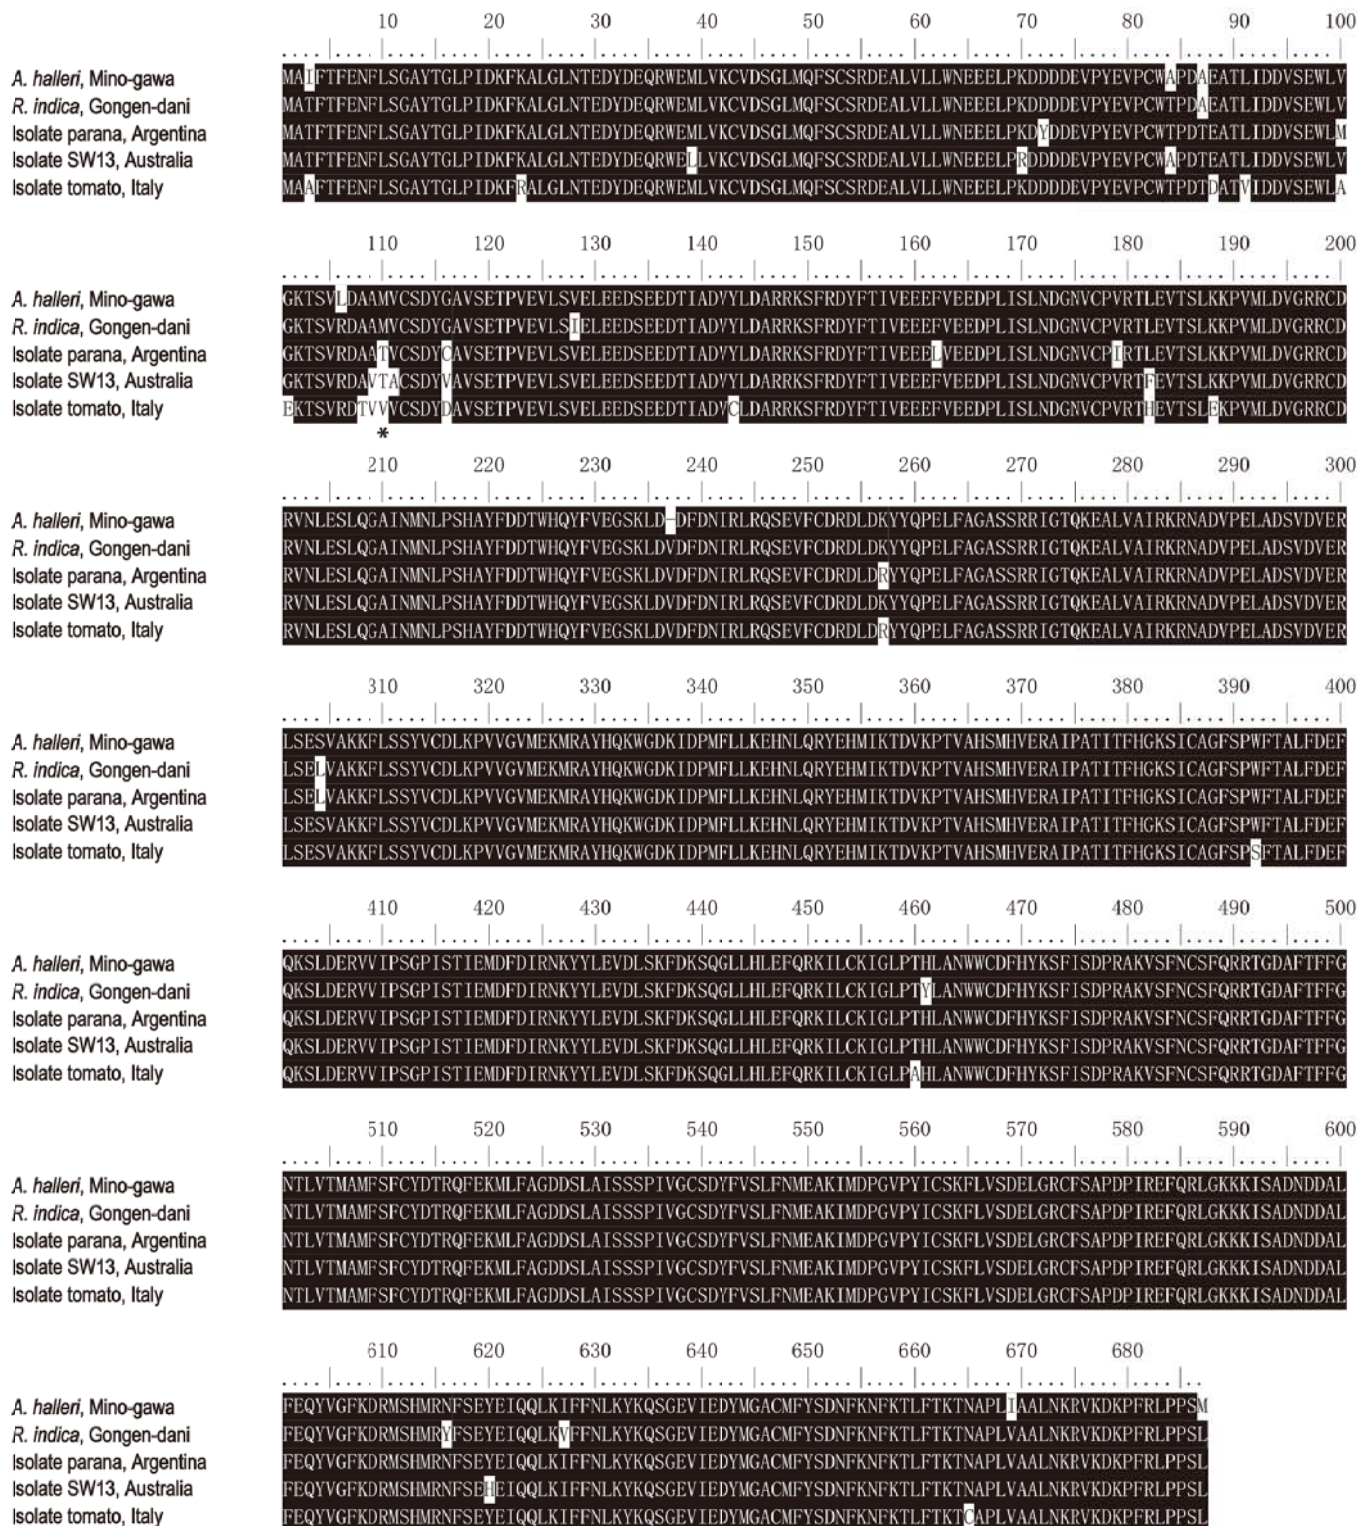 10 20 30 40 50 60 70 80 90 100
A. halleri, Mino-gawa MAIFTFENFLSGAYTGLPIDKFKALGLNTEDYDEQRWEMLVKCVDSGLMQFSCSRDEALVLLWNEEELPKDDDDEVPYEVPCWAPDAEATLIDDVSEWLV
R. indica, Gongen-dani MATFTFENFLSGAYTGLPIDKFKALGLNTEDYDEQRWEMLVKCVDSGLMQFSCSRDEALVLLWNEEELPKDDDDEVPYEVPCWTPDAEATLIDDVSEWLV
Isolate parana, Argentina MATFTFENFLSGAYTGLPIDKFKALGLNTEDYDEQRWEMLVKCVDSGLMQFSCSRDEALVLLWNEEELPKDYDDEVPYEVPCWTPDTEATLIDDVSEWLM
Isolate SW13, Australia MATFTFENFLSGAYTGLPIDKFKALGLNTEDYDEQRWELLVKCVDSGLMQFSCSRDEALVLLWNEEELPRDDDDEVPYEVPCWAPDTEATLIDDVSEWLV
Isolate tomato, Italy MAAFTFENFLSGAYTGLPIDKFRALGLNTEDYDEQRWEMLVKCVDSGLMQFSCSRDEALVLLWNEEELPKDDDDEVPYEVPCWTPDTDATVIDDVSEWLA
110 120 130 140 150 160 170 180 190 200
A. halleri, Mino-gawa GKTSVLDAAMVCSDYGAVSETPVEVLSVELEEDSEEDTIADVYLDARRKSFRDYFTIVEEEFVEEDPLISLNDGNVCPVRTLEVTSLKKPVMLDVGRRCD
R. indica, Gongen-dani GKTSVRDAAMVCSDYGAVSETPVEVLSIELEEDSEEDTIADVYLDARRKSFRDYFTIVEEEFVEEDPLISLNDGNVCPVRTLEVTSLKKPVMLDVGRRCD
Isolate parana, Argentina GKTSVRDAATVCSDYCAVSETPVEVLSVELEEDSEEDTIADVYLDARRKSFRDYFTIVEEELVEEDPLISLNDGNVCPIRTLEVTSLKKPVMLDVGRRCD
Isolate SW13, Australia GKTSVRDAVTACSDYVAVSETPVEVLSVELEEDSEEDTIADVYLDARRKSFRDYFTIVEEEFVEEDPLISLNDGNVCPVRTFEVTSLKKPVMLDVGRRCD
Isolate tomato, Italy EKTSVRDTVVVCSDYDAVSETPVEVLSVELEEDSEEDTIADVCLDARRKSFRDYFTIVEEEFVEEDPLISLNDGNVCPVRTHEVTSLEKPVMLDVGRRCD
*
210 220 230 240 250 260 270 280 290 300
A. halleri, Mino-gawa RVNLESLQGAINMNLPSHAYFDDTWHQYFVEGSKLD-DFDNIRLRQSEVFCDRDLDKYYQPELFAGASSRRIGTQKEALVAIRKRNADVPELADSVDVER
R. indica, Gongen-dani RVNLESLQGAINMNLPSHAYFDDTWHQYFVEGSKLDVDFDNIRLRQSEVFCDRDLDKYYQPELFAGASSRRIGTQKEALVAIRKRNADVPELADSVDVER
Isolate parana, Argentina RVNLESLQGAINMNLPSHAYFDDTWHQYFVEGSKLDVDFDNIRLRQSEVFCDRDLDRYYQPELFAGASSRRIGTQKEALVAIRKRNADVPELADSVDVER
Isolate SW13, Australia RVNLESLQGAINMNLPSHAYFDDTWHQYFVEGSKLDVDFDNIRLRQSEVFCDRDLDKYYQPELFAGASSRRIGTQKEALVAIRKRNADVPELADSVDVER
Isolate tomato, Italy RVNLESLQGAINMNLPSHAYFDDTWHQYFVEGSKLDVDFDNIRLRQSEVFCDRDLDRYYQPELFAGASSRRIGTQKEALVAIRKRNADVPELADSVDVER
310 320 330 340 350 360 370 380 390 400
A. halleri, Mino-gawa LSESVAKKFLSSYVCDLKPVVGVMEKMRAYHQKWGDKIDPMFLLKEHNLQRYEHMIKTDVKPTVAHSMHVERAIPATITFHGKSICAGFSPWFTALFDEF
R. indica, Gongen-dani LSELVAKKFLSSYVCDLKPVVGVMEKMRAYHQKWGDKIDPMFLLKEHNLQRYEHMIKTDVKPTVAHSMHVERAIPATITFHGKSICAGFSPWFTALFDEF
Isolate parana, Argentina LSELVAKKFLSSYVCDLKPVVGVMEKMRAYHQKWGDKIDPMFLLKEHNLQRYEHMIKTDVKPTVAHSMHVERAIPATITFHGKSICAGFSPWFTALFDEF
Isolate SW13, Australia LSESVAKKFLSSYVCDLKPVVGVMEKMRAYHQKWGDKIDPMFLLKEHNLQRYEHMIKTDVKPTVAHSMHVERAIPATITFHGKSICAGFSPWFTALFDEF
Isolate tomato, Italy LSESVAKKFLSSYVCDLKPVVGVMEKMRAYHQKWGDKIDPMFLLKEHNLQRYEHMIKTDVKPTVAHSMHVERAIPATITFHGKSICAGFSPSFTALFDEF
410 420 430 440 450 460 470 480 490 500
A. halleri, Mino-gawa QKSLDERVVIPSGPISTIEMDFDIRNKYYLEVDLSKFDKSQGLLHLEFQRKILCKIGLPTHLANWWCDFHYKSFISDPRAKVSFNCSFQRRTGDAFTFFG
R. indica, Gongen-dani QKSLDERVVIPSGPISTIEMDFDIRNKYYLEVDLSKFDKSQGLLHLEFQRKILCKIGLPTYLANWWCDFHYKSFISDPRAKVSFNCSFQRRTGDAFTFFG
Isolate parana, Argentina QKSLDERVVIPSGPISTIEMDFDIRNKYYLEVDLSKFDKSQGLLHLEFQRKILCKIGLPTHLANWWCDFHYKSFISDPRAKVSFNCSFQRRTGDAFTFFG
Isolate SW13, Australia QKSLDERVVIPSGPISTIEMDFDIRNKYYLEVDLSKFDKSQGLLHLEFQRKILCKIGLPTHLANWWCDFHYKSFISDPRAKVSFNCSFQRRTGDAFTFFG
Isolate tomato, Italy QKSLDERVVIPSGPISTIEMDFDIRNKYYLEVDLSKFDKSQGLLHLEFQRKILCKIGLPAHLANWWCDFHYKSFISDPRAKVSFNCSFQRRTGDAFTFFG
510 520 530 540 550 560 570 580 590 600
A. halleri, Mino-gawa NTLVTMAMFSFCYDTRQFEKMLFAGDDSLAISSSPIVGCSDYFVSLFNMEAKIMDPGVPYICSKFLVSDELGRCFSAPDPIREFQRLGKKKISADNDDAL
R. indica, Gongen-dani NTLVTMAMFSFCYDTRQFEKMLFAGDDSLAISSSPIVGCSDYFVSLFNMEAKIMDPGVPYICSKFLVSDELGRCFSAPDPIREFQRLGKKKISADNDDAL
Isolate parana, Argentina NTLVTMAMFSFCYDTRQFEKMLFAGDDSLAISSSPIVGCSDYFVSLFNMEAKIMDPGVPYICSKFLVSDELGRCFSAPDPIREFQRLGKKKISADNDDAL
Isolate SW13, Australia NTLVTMAMFSFCYDTRQFEKMLFAGDDSLAISSSPIVGCSDYFVSLFNMEAKIMDPGVPYICSKFLVSDELGRCFSAPDPIREFQRLGKKKISADNDDAL
Isolate tomato, Italy NTLVTMAMFSFCYDTRQFEKMLFAGDDSLAISSSPIVGCSDYFVSLFNMEAKIMDPGVPYICSKFLVSDELGRCFSAPDPIREFQRLGKKKISADNDDAL
610 620 630 640 650 660 670 680
A. halleri, Mino-gawa FEQYVGFKDRMSHMRNFSEYEIQQLKIFFNLKYKQSGEVIEDYMGACMFYSDNFKNFKTLFTKTNAPLIAALNKRVKDKPFRLPPSM
R. indica, Gongen-dani FEQYVGFKDRMSHMRYFSEYEIQQLKVFFNLKYKQSGEVIEDYMGACMFYSDNFKNFKTLFTKTNAPLVAALNKRVKDKPFRLPPSL
Isolate parana, Argentina FEQYVGFKDRMSHMRNFSEYEIQQLKIFFNLKYKQSGEVIEDYMGACMFYSDNFKNFKTLFTKTNAPLVAALNKRVKDKPFRLPPSL
Isolate SW13, Australia FEQYVGFKDRMSHMRNFSEHEIQQLKIFFNLKYKQSGEVIEDYMGACMFYSDNFKNFKTLFTKTNAPLVAALNKRVKDKPFRLPPSL
Isolate tomato, Italy FEQYVGFKDRMSHMRNFSEYEIQQLKIFFNLKYKQSGEVIEDYMGACMFYSDNFKNFKTLFTKTCAPLVAALNKRVKDKPFRLPPSL